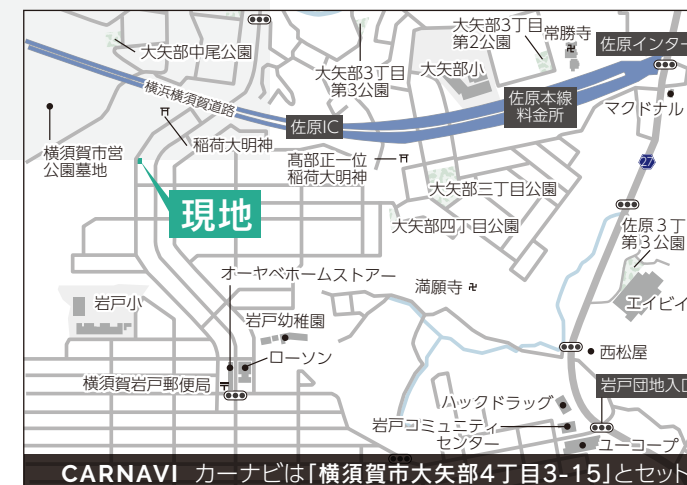 大矢部3丁目
第2公園
常勝寺
佐原インター
大矢部中尾公園
大矢部3丁目
第3公園
大矢部小
横浜横須賀道路
佐原IC
佐原本線
料金所
マクドナル
稲荷大明神
横須賀市営
公園墓地
髙部正一位
稲荷大明神
27
大矢部三丁目公園
現地
大矢部四丁目公園
佐原3丁
第3公園
オーヤベホームストアー
満願寺
岩戸小
エイビイ
岩戸幼稚園
ローソン
西松屋
横須賀岩戸郵便局
岩戸団地入口
ハックドラッグ
岩戸コミュニティ
センター
ユーコープ
CARNAVI カーナビは「横須賀市大矢部4丁目3-15」とセット